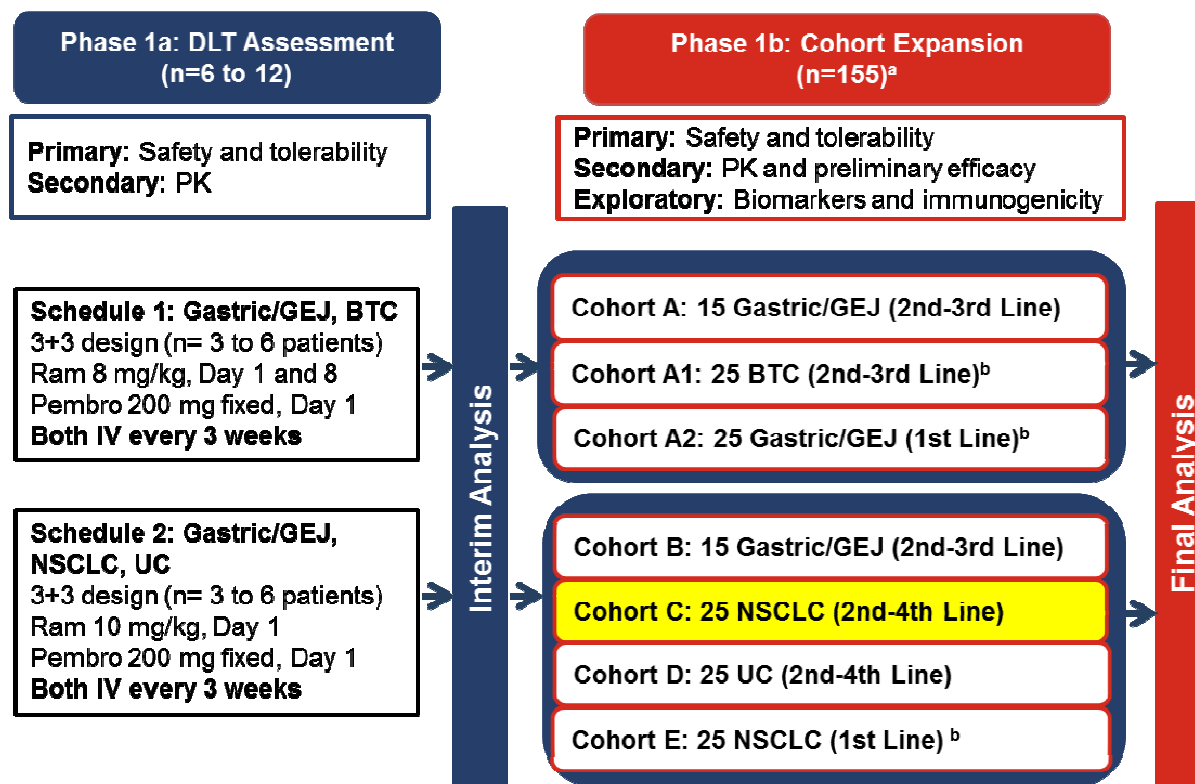 Phase 1a: DLT Assessment
(n=6 to 12)
Primary: Safety and tolerability
Secondary: PK
Schedule 1: Gastric/GEJ, BTC
3+3 design (n= 3 to 6 patients)
Ram 8 mg/kg, Day 1 and 8
Pembro 200 mg fixed, Day 1
Both IV every 3 weeks
Schedule 2: Gastric/GEJ,
NSCLC, UC
3+3 design (n= 3 to 6 patients)
Ram 10 mg/kg, Day 1
Pembro 200 mg fixed, Day 1
Both IV every 3 weeks
Interim Analysis
Phase 1b: Cohort Expansion
(n=155)ᵃ
Primary: Safety and tolerability
Secondary: PK and preliminary efficacy
Exploratory: Biomarkers and immunogenicity
Cohort A: 15 Gastric/GEJ (2nd-3rd Line)
Cohort A1: 25 BTC (2nd-3rd Line)ᵇ
Cohort A2: 25 Gastric/GEJ (1st Line)ᵇ
Cohort B: 15 Gastric/GEJ (2nd-3rd Line)
Cohort C: 25 NSCLC (2nd-4th Line)
Cohort D: 25 UC (2nd-4th Line)
Cohort E: 25 NSCLC (1st Line) ᵇ
Final Analysis